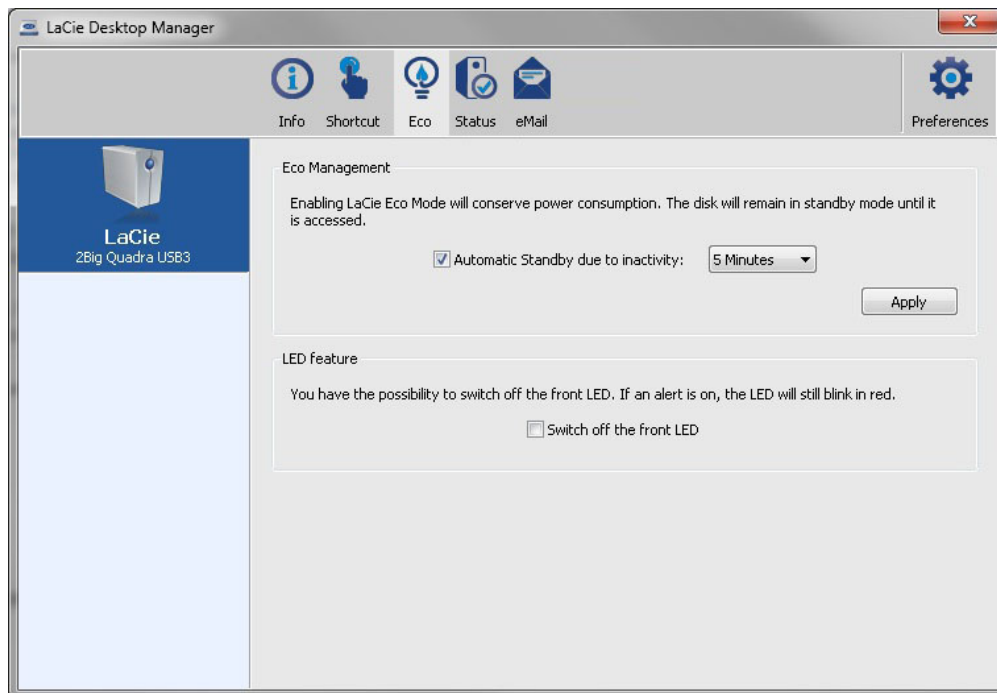 LaCie Desktop Manager
Info Shortcut Eco Status eMail Preferences
LaCie
2Big Quadra USB3
Eco Management
Enabling LaCie Eco Mode will conserve power consumption. The disk will remain in standby mode until it
is accessed.
Automatic Standby due to inactivity: 5 Minutes
Apply
LED feature
You have the possibility to switch off the front LED. If an alert is on, the LED will still blink in red.
Switch off the front LED